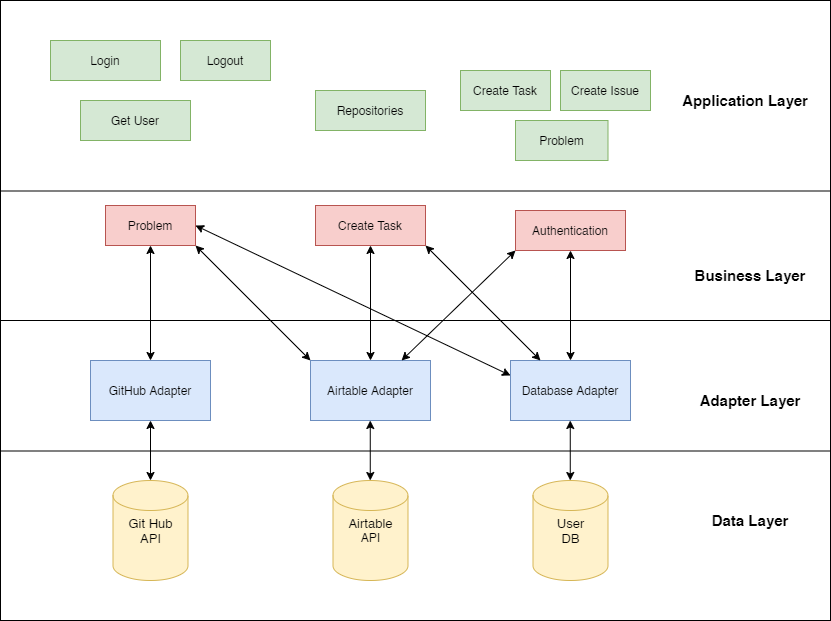 Login
Logout
Get User
Repositories
Create Task
Create Issue
Problem
Application Layer
Problem
Create Task
Authentication
Business Layer
GitHub Adapter
Airtable Adapter
Database Adapter
Adapter Layer
Git Hub
API
Airtable
API
User
DB
Data Layer